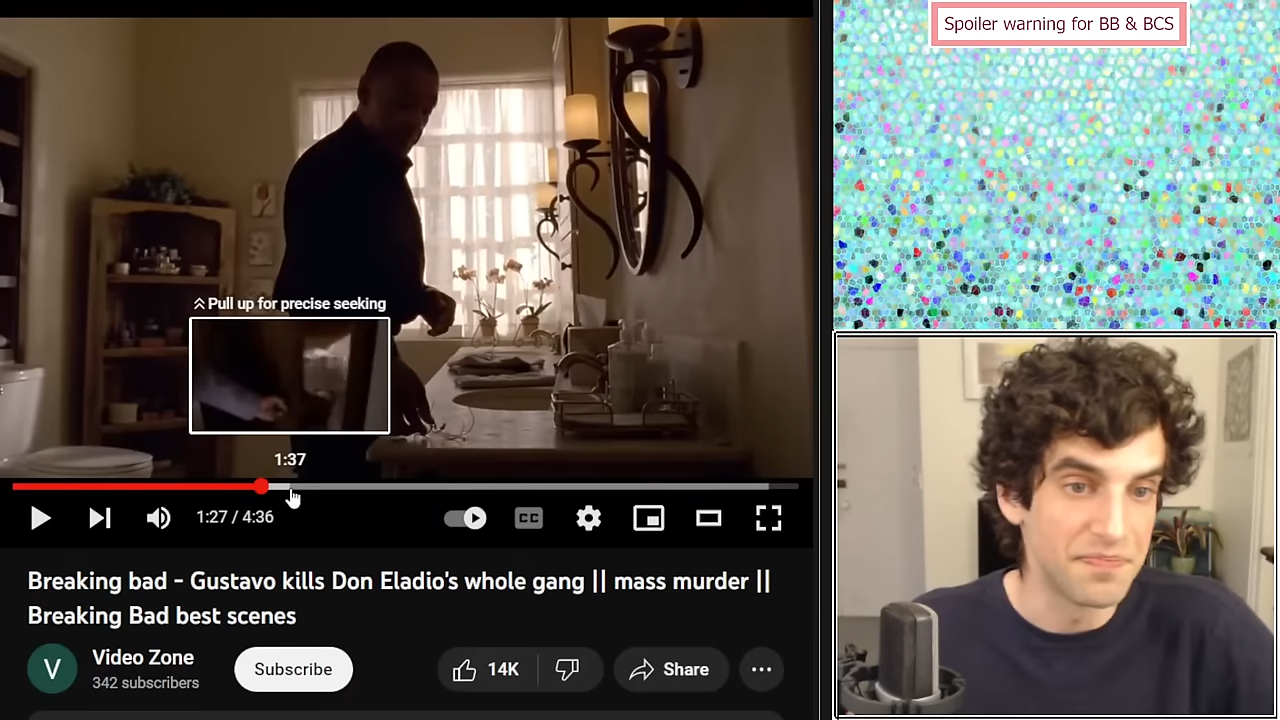 Spoiler warning for BB & BCS
Pull up for precise seeking
1:37
1:27 / 4:36
CC
Breaking bad - Gustavo kills Don Eladio's whole gang || mass murder ||
Breaking Bad best scenes
V
Video Zone
342 subscribers
Subscribe
14K
Share